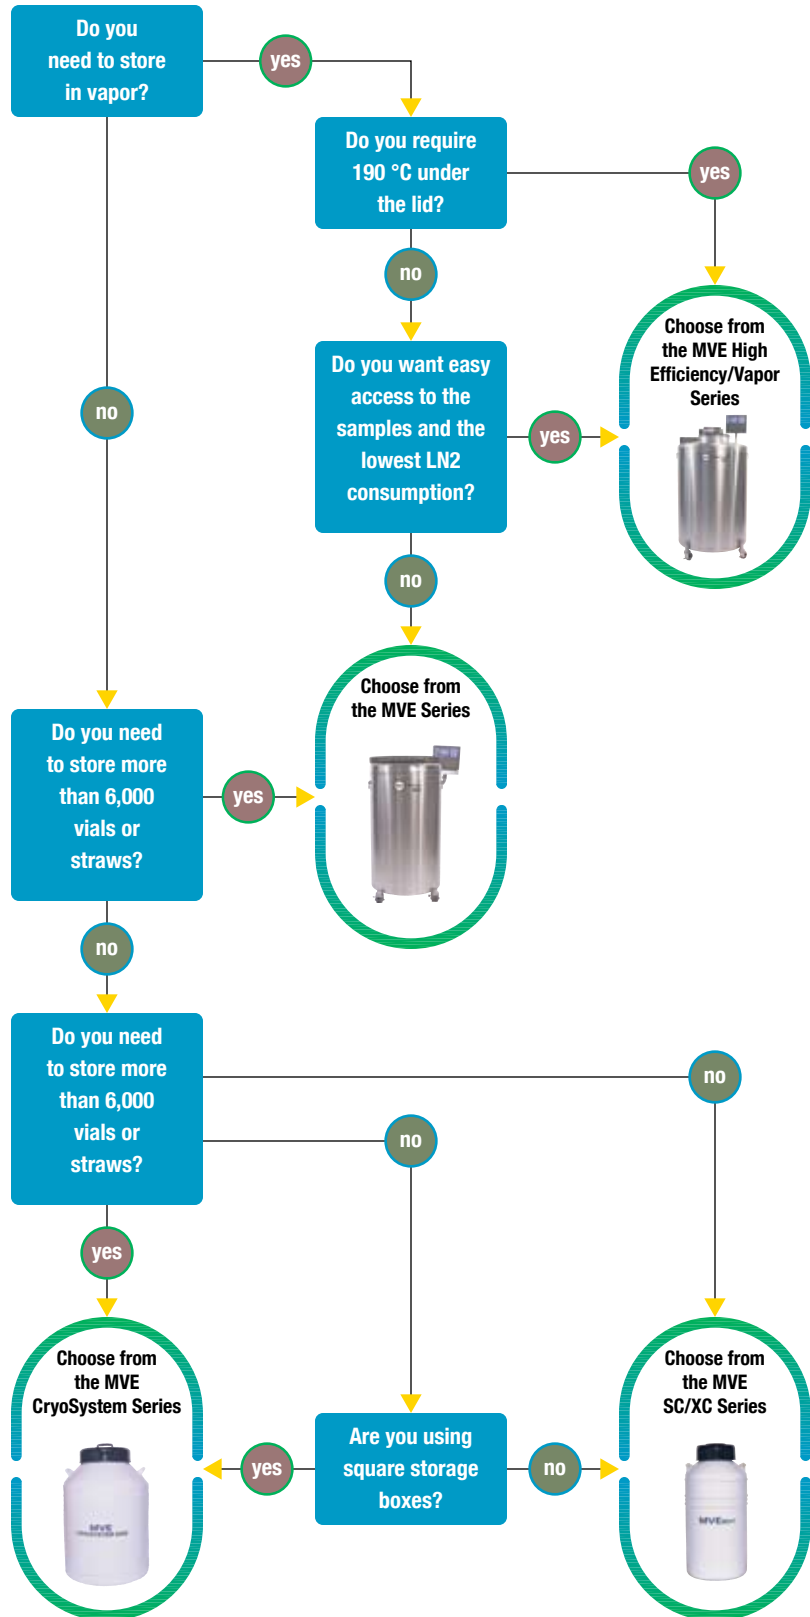 Do you
need to store
in vapor?
yes
Do you require
190 °C under
the lid?
yes
no
Choose from
the MVE High
Efficiency/Vapor
Series
Do you want easy
access to the
samples and the
lowest LN2
consumption?
yes
no
no
Choose from
the MVE Series
Do you need
to store more
than 6,000
vials or
straws?
yes
no
Do you need
to store more
than 6,000
vials or
straws?
no
no
yes
Choose from
the MVE
CryoSystem Series
MVE
Choose from
the MVE
SC/XC Series
MVE
Are you using
square storage
boxes?
yes
no